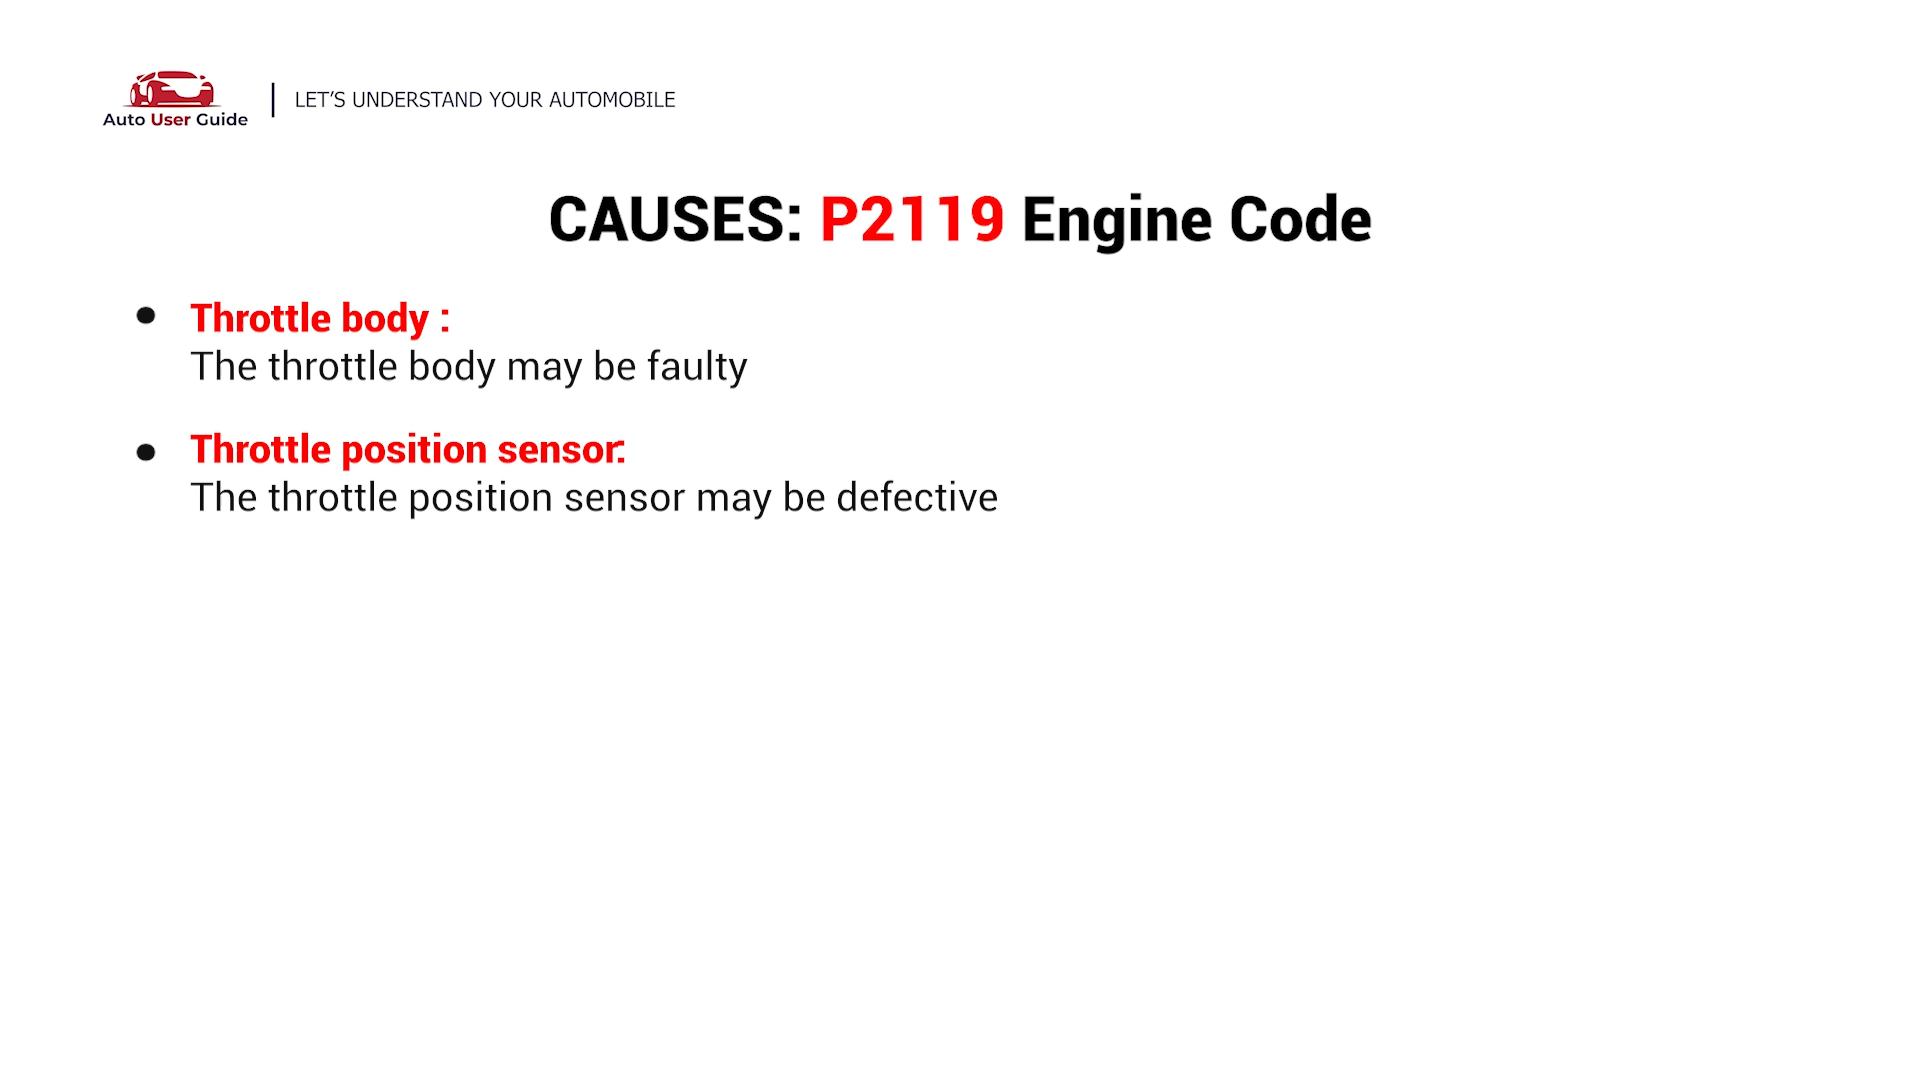 Auto User Guide
LET’S UNDERSTAND YOUR AUTOMOBILE
CAUSES: P2119 Engine Code
● Throttle body :
The throttle body may be faulty
● Throttle position sensor:
The throttle position sensor may be defective